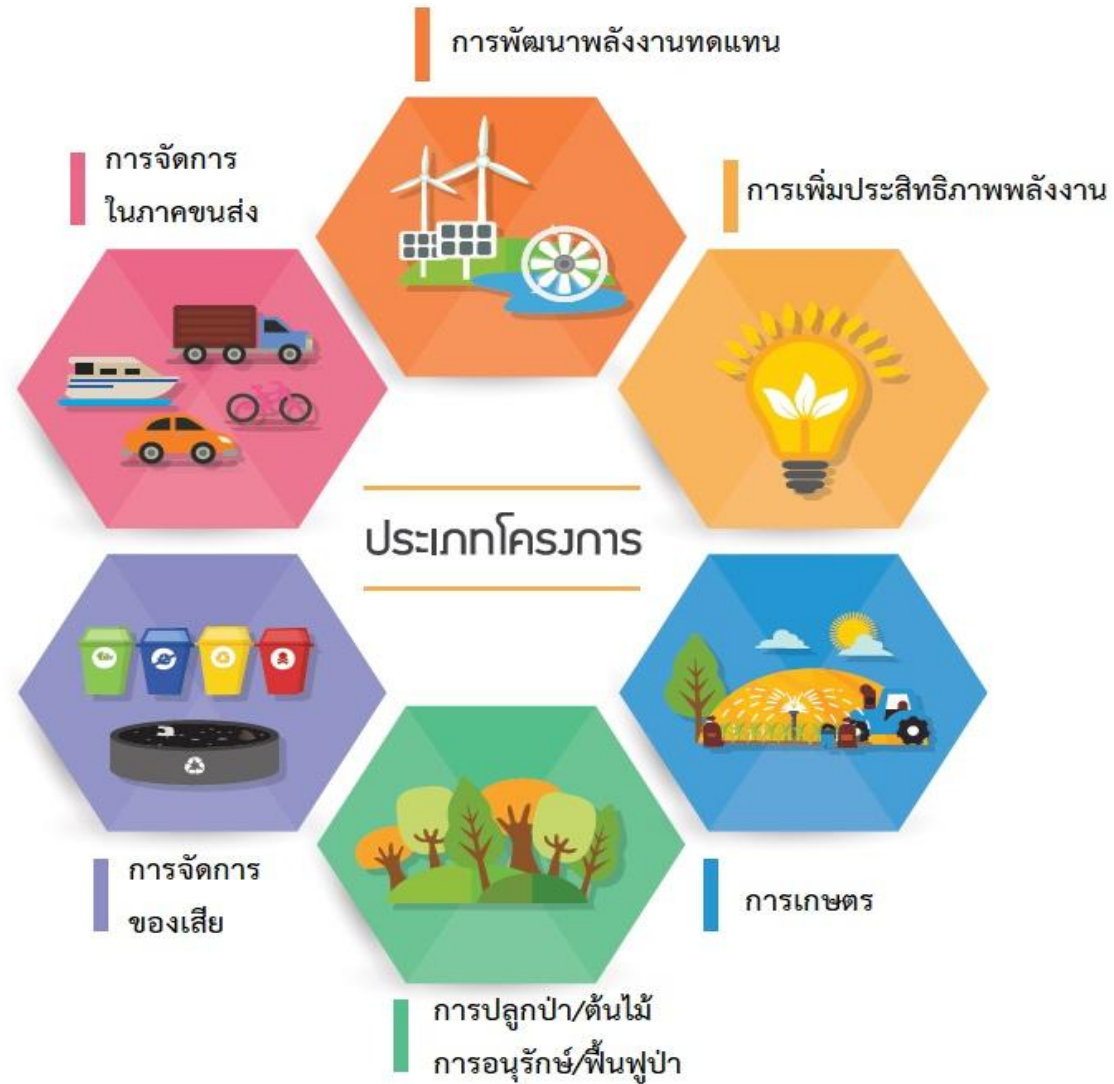 การพัฒนาพลังงานทดแทน
การจัดการ
ในภาคขนส่ง
การเพิ่มประสิทธิภาพพลังงาน
ประเภทโครงการ
การจัดการ
ของเสีย
การเกษตร
การปลูกป่า/ต้นไม้
การอนุรักษ์/ฟื้นฟูป่า